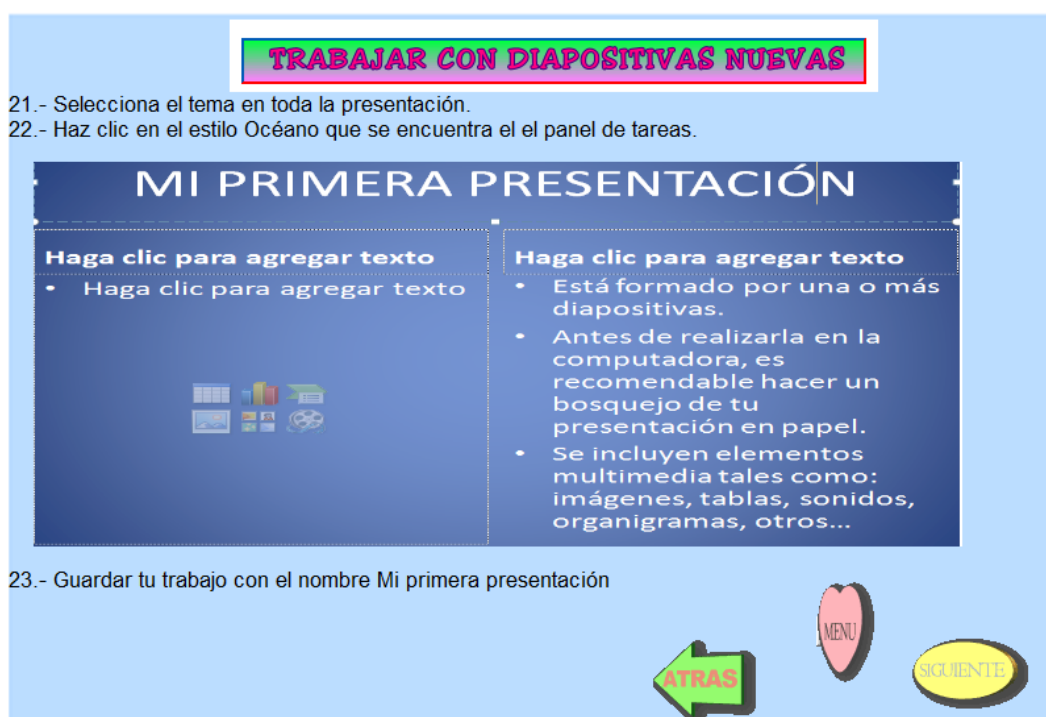 TRABAJAR CON DIAPOSITIVAS NUEVAS
21.- Selecciona el tema en toda la presentación.
22.- Haz clic en el estilo Océano que se encuentra el el panel de tareas.
MI PRIMERA PRESENTACIÓN
Haga clic para agregar texto
• Haga clic para agregar texto
Haga clic para agregar texto
• Está formado por una o más
diapositivas.
• Antes de realizarla en la
computadora, es
recomendable hacer un
bosquejo de tu
presentación en papel.
• Se incluyen elementos
multimedia tales como:
imágenes, tablas, sonidos,
organigramas, otros...
23.- Guardar tu trabajo con el nombre Mi primera presentación
MENU
ATRAS
SIGUIENTE